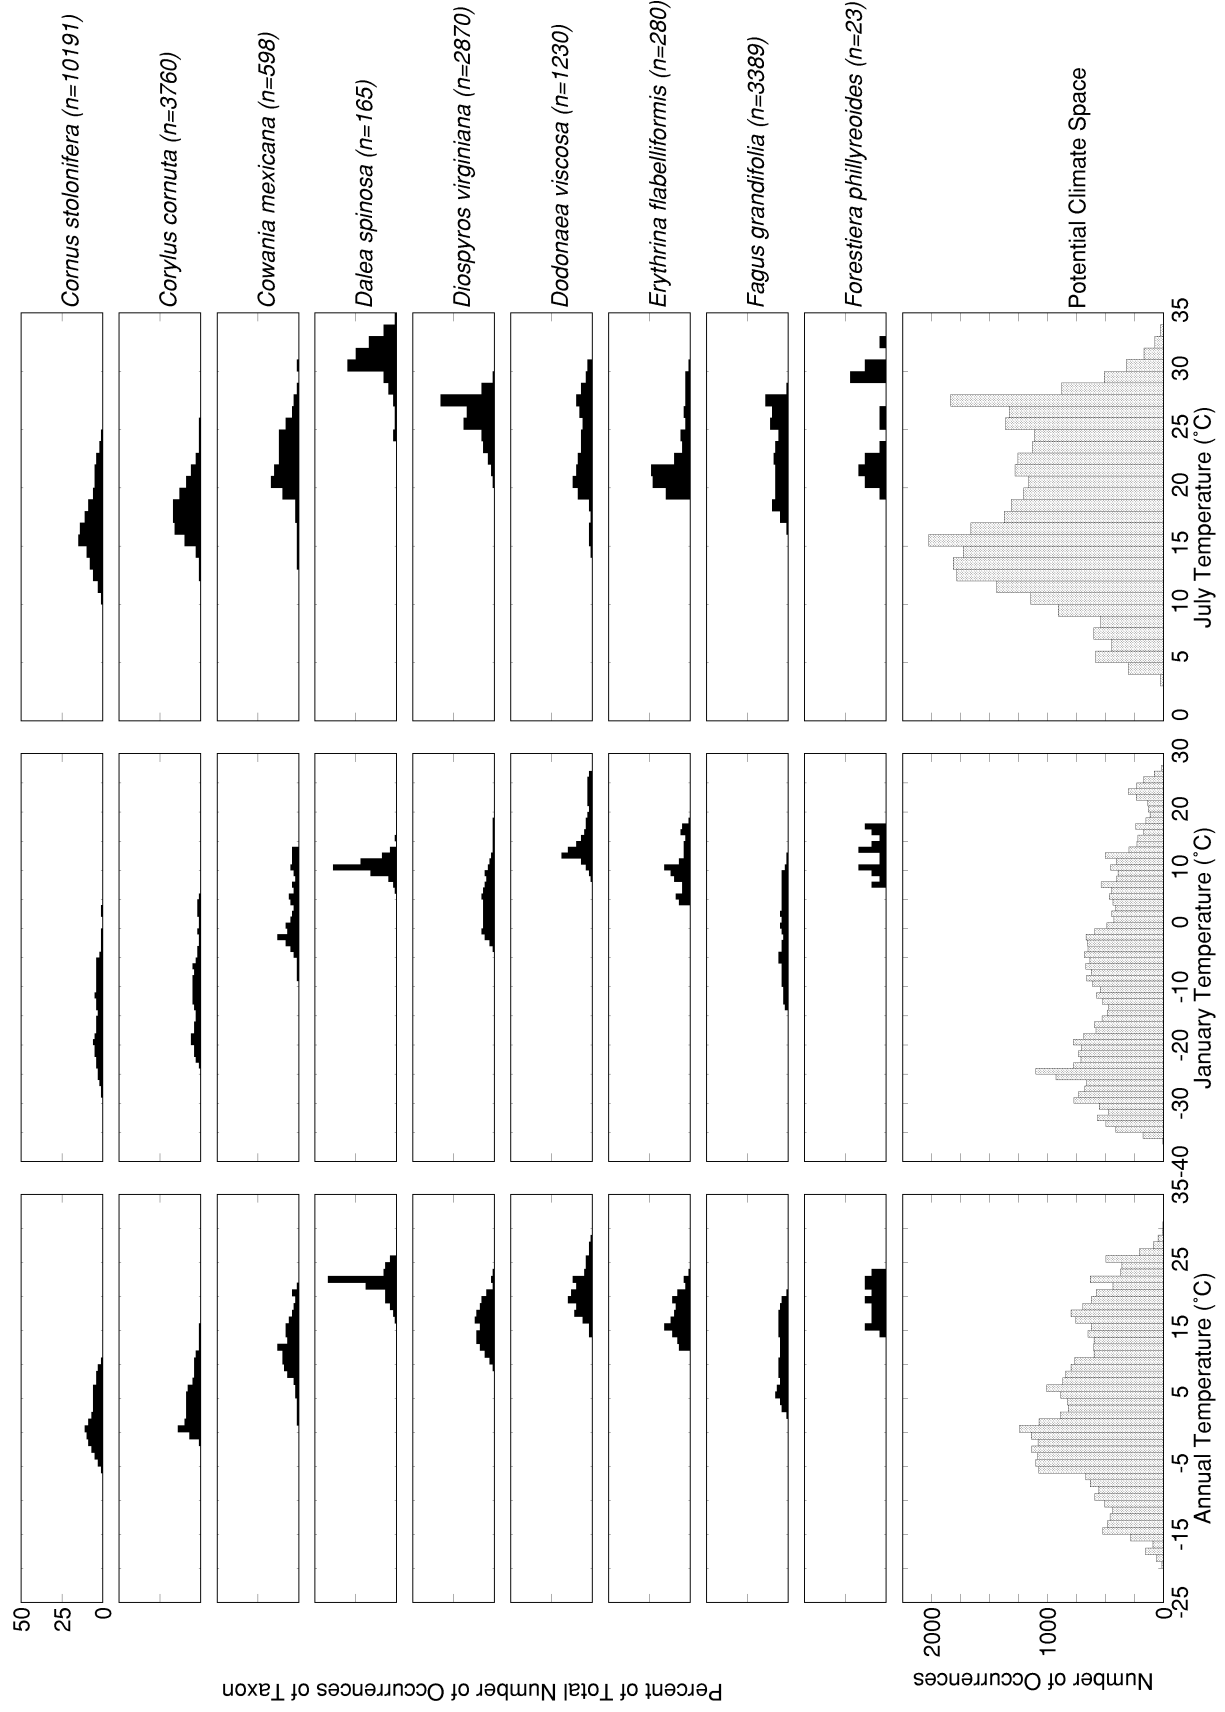 50
25
0
Cornus stolonifera (n=10191)
Corylus cornuta (n=3760)
Cowania mexicana (n=598)
Dalea spinosa (n=165)
Diospyros virginiana (n=2870)
Dodonaea viscosa (n=1230)
Erythrina flabelliformis (n=280)
Fagus grandifolia (n=3389)
Forestiera phillyreoides (n=23)
Percent of Total Number of Occurrences of Taxon
Potential Climate Space
2000
1000
0
Number of Occurrences
-25 -15 -5 5 15 25 35
Annual Temperature (˚C)
-40 -30 -20 -10 0 10 20 30
January Temperature (˚C)
0 5 10 15 20 25 30 35
July Temperature (˚C)